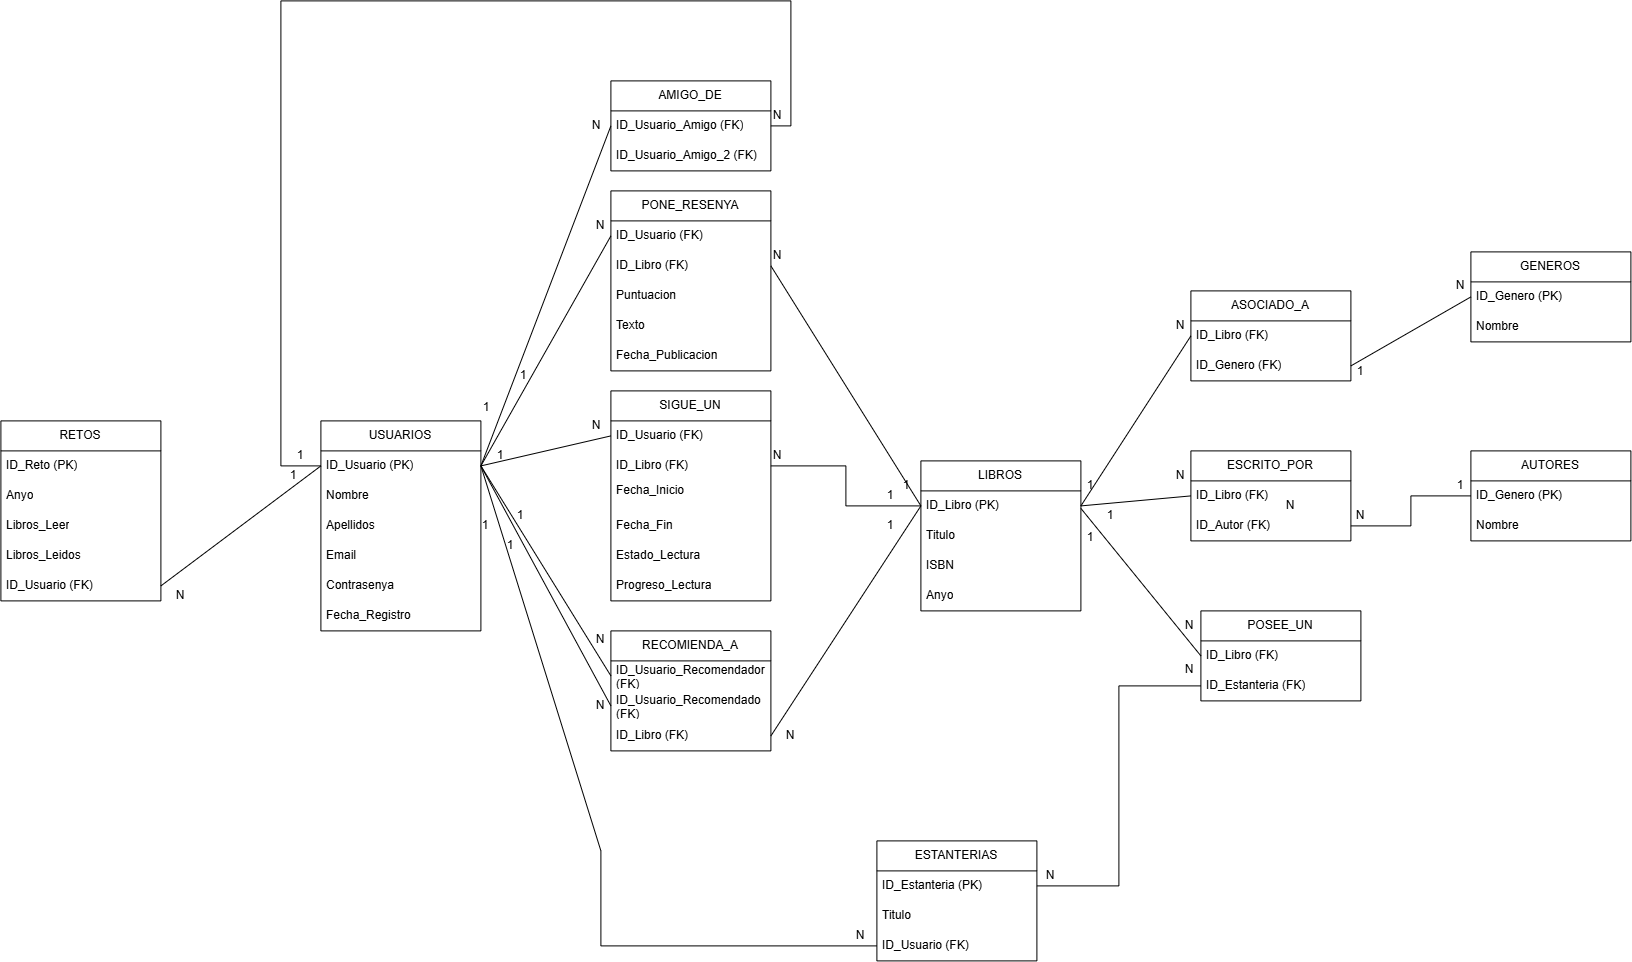 AMIGO_DE
ID_Usuario_Amigo (FK)
ID_Usuario_Amigo_2 (FK)
N
N
PONE_RESENYA
ID_Usuario (FK)
ID_Libro (FK)
Puntuacion
Texto
Fecha_Publicacion
N
N
1
1
SIGUE_UN
ID_Usuario (FK)
ID_Libro (FK)
Fecha_Inicio
Fecha_Fin
Estado_Lectura
Progreso_Lectura
N
N
1
RETOS
ID_Reto (PK)
Anyo
Libros_Leer
Libros_Leidos
ID_Usuario (FK)
N
1
1
USUARIOS
ID_Usuario (PK)
Nombre
Apellidos
Email
Contrasenya
Fecha_Registro
1
1
1
RECOMIENDA_A
ID_Usuario_Recomendador
(FK)
ID_Usuario_Recomendado
(FK)
ID_Libro (FK)
N
N
N
LIBROS
ID_Libro (PK)
Titulo
ISBN
Anyo
1
1
1
1
1
1
ASOCIADO_A
ID_Libro (FK)
ID_Genero (FK)
N
1
GENEROS
ID_Genero (PK)
Nombre
N
ESCRITO_POR
ID_Libro (FK)
ID_Autor (FK)
N
N
N
AUTORES
ID_Genero (PK)
Nombre
1
POSEE_UN
ID_Libro (FK)
ID_Estanteria (FK)
N
N
ESTANTERIAS
ID_Estanteria (PK)
Titulo
ID_Usuario (FK)
N
N